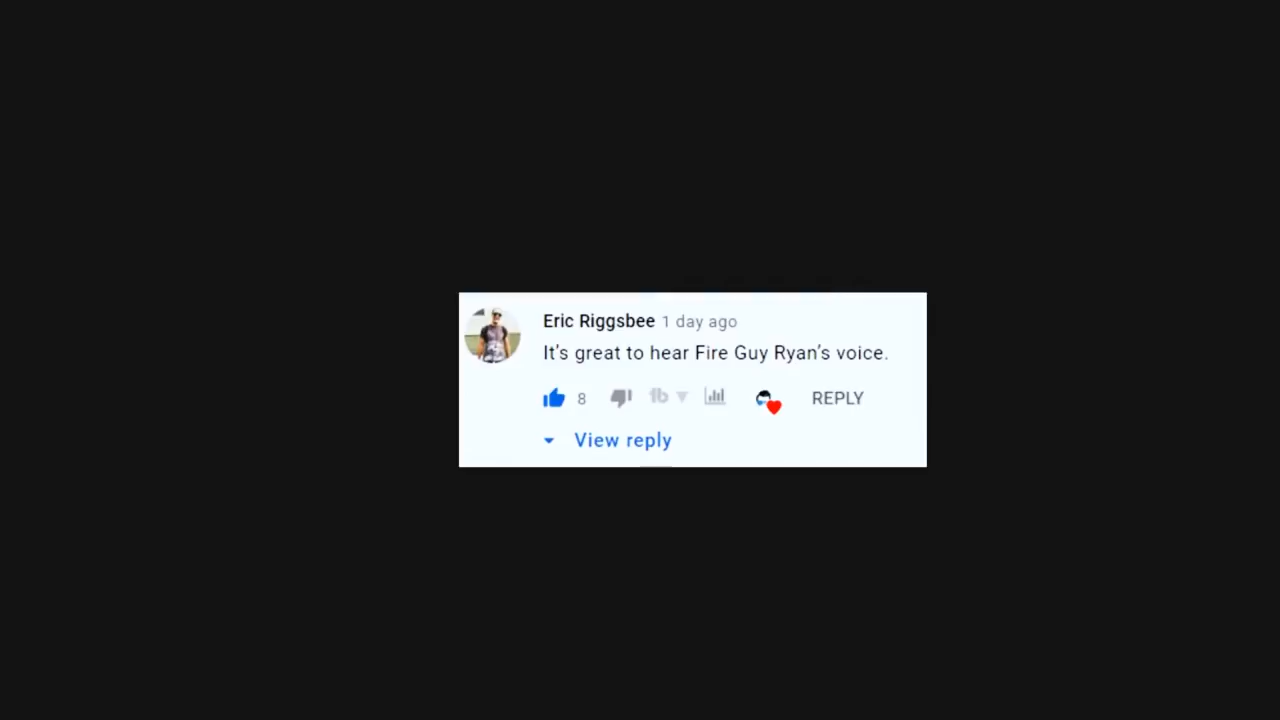 Eric Riggsbee 1 day ago
It's great to hear Fire Guy Ryan's voice.
8 REPLY
View reply